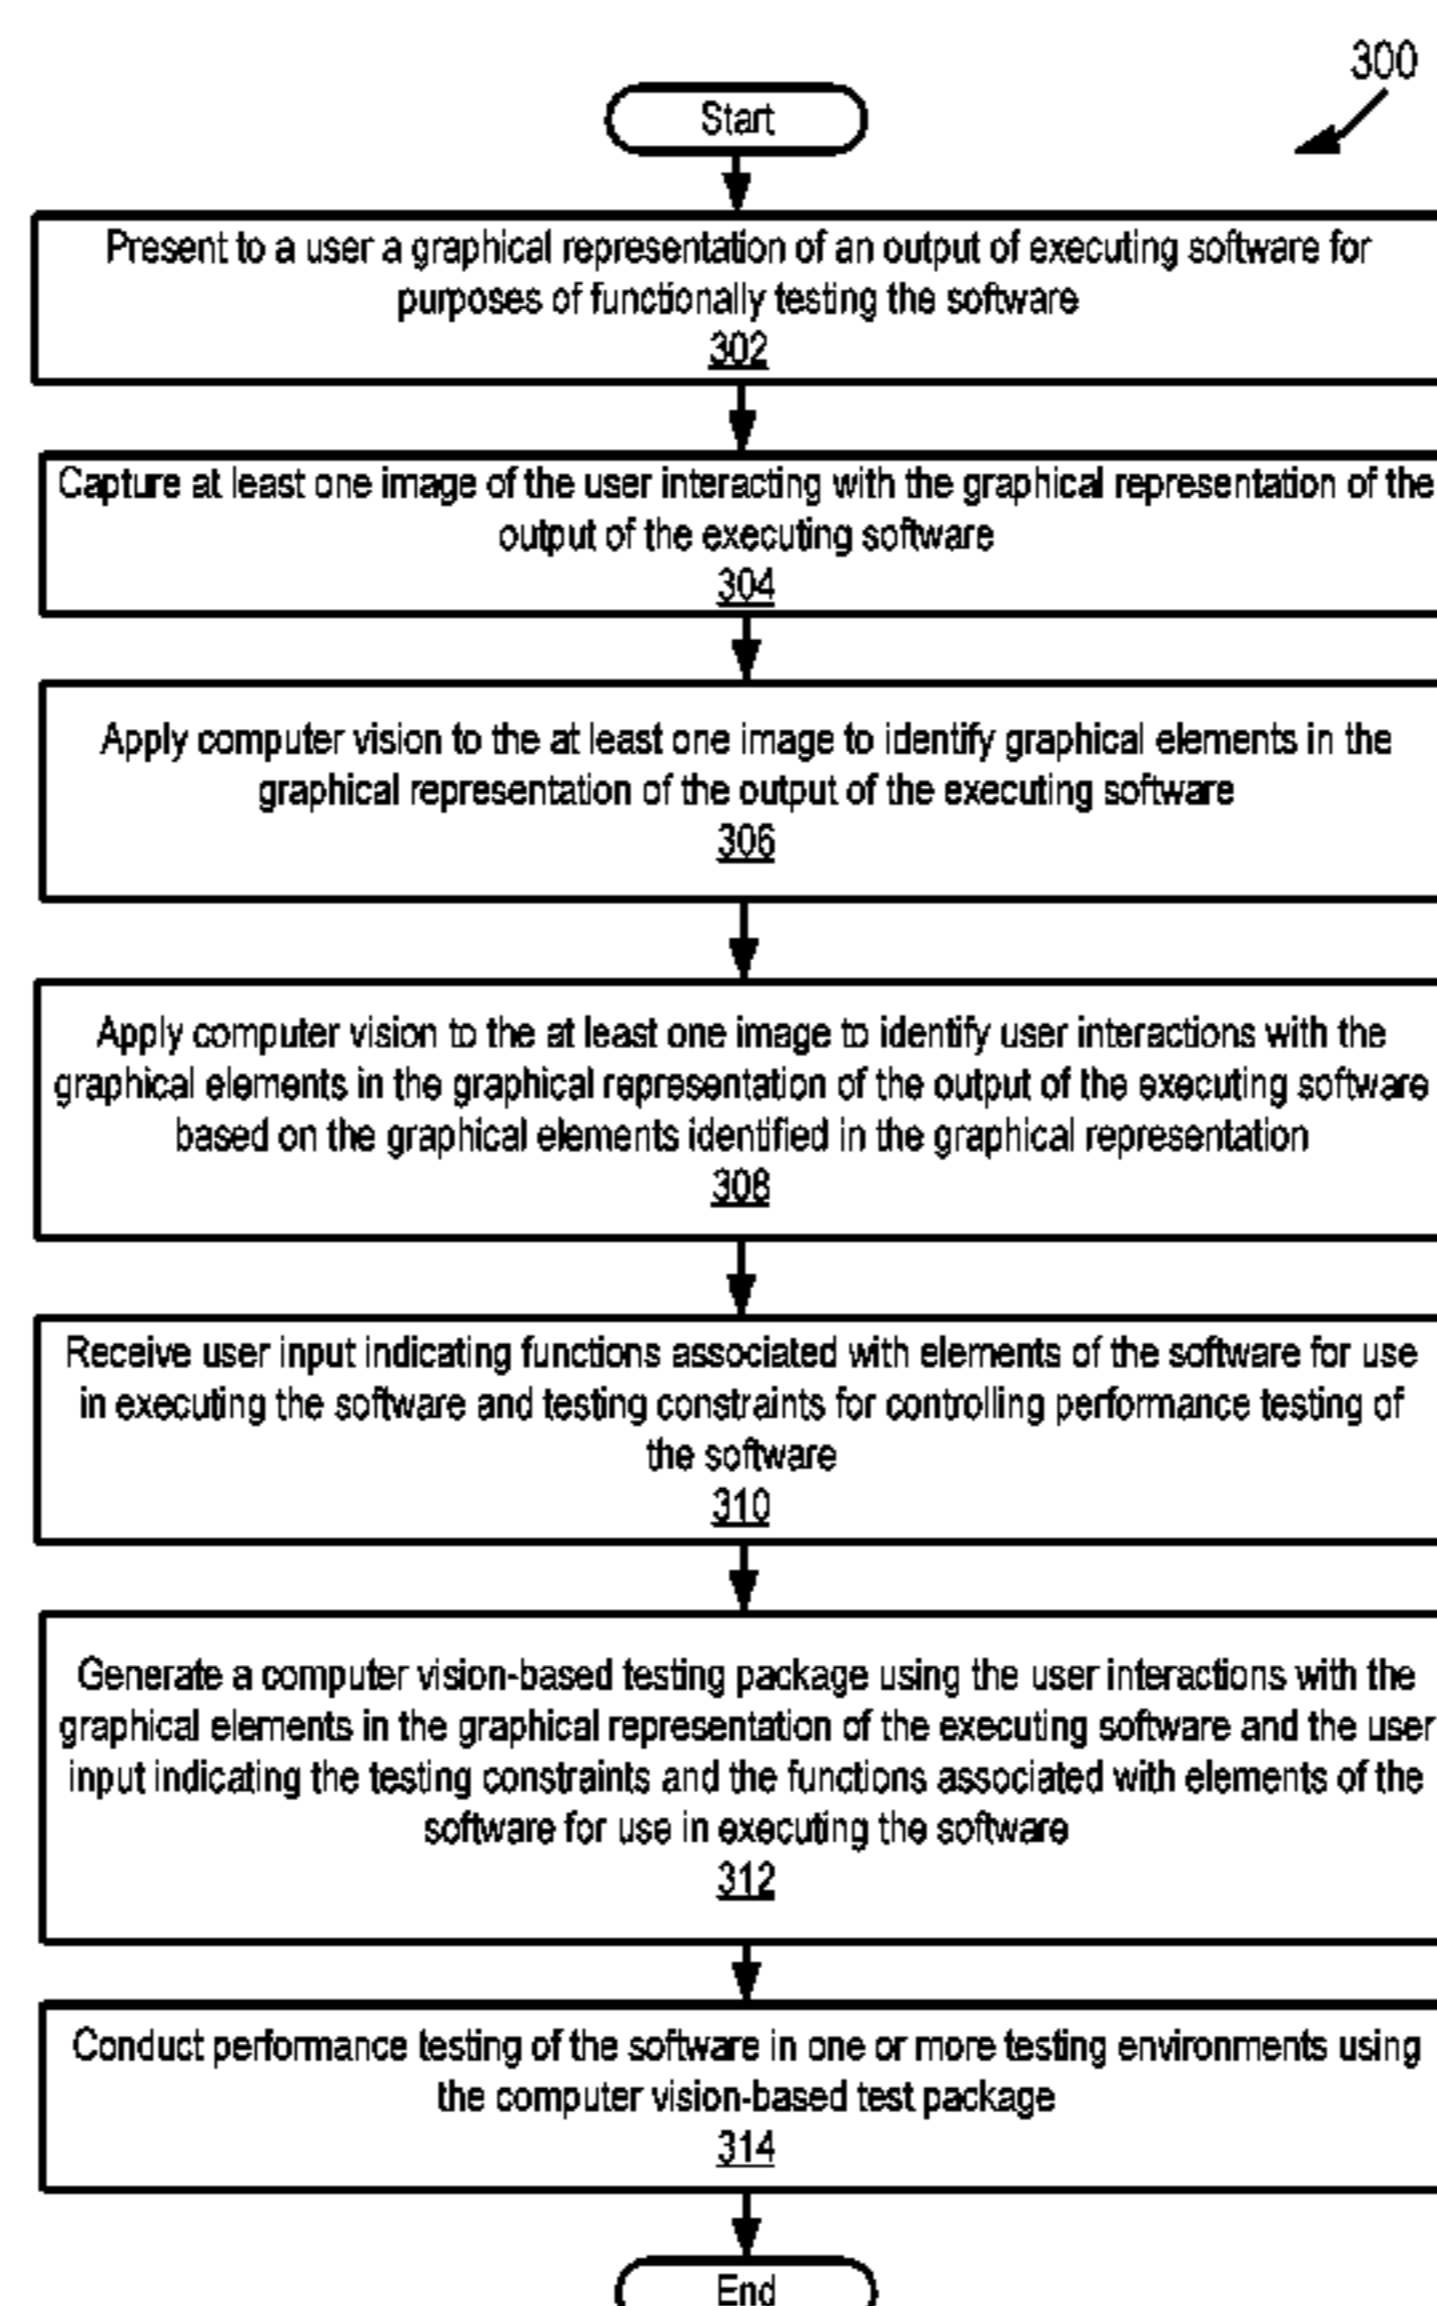 300
Start
Present to a user a graphical representation of an output of executing software for
purposes of functionally testing the software
302
Capture at least one image of the user interacting with the graphical representation of the
output of the executing software
304
Apply computer vision to the at least one image to identify graphical elements in the
graphical representation of the output of the executing software
306
Apply computer vision to the at least one image to identify user interactions with the
graphical elements in the graphical representation of the output of the executing software
based on the graphical elements identified in the graphical representation
308
Receive user input indicating functions associated with elements of the software for use
in executing the software and testing constraints for controlling performance testing of
the software
310
Generate a computer vision-based testing package using the user interactions with the
graphical elements in the graphical representation of the executing software and the user
input indicating the testing constraints and the functions associated with elements of the
software for use in executing the software
312
Conduct performance testing of the software in one or more testing environments using
the computer vision-based test package
314
End